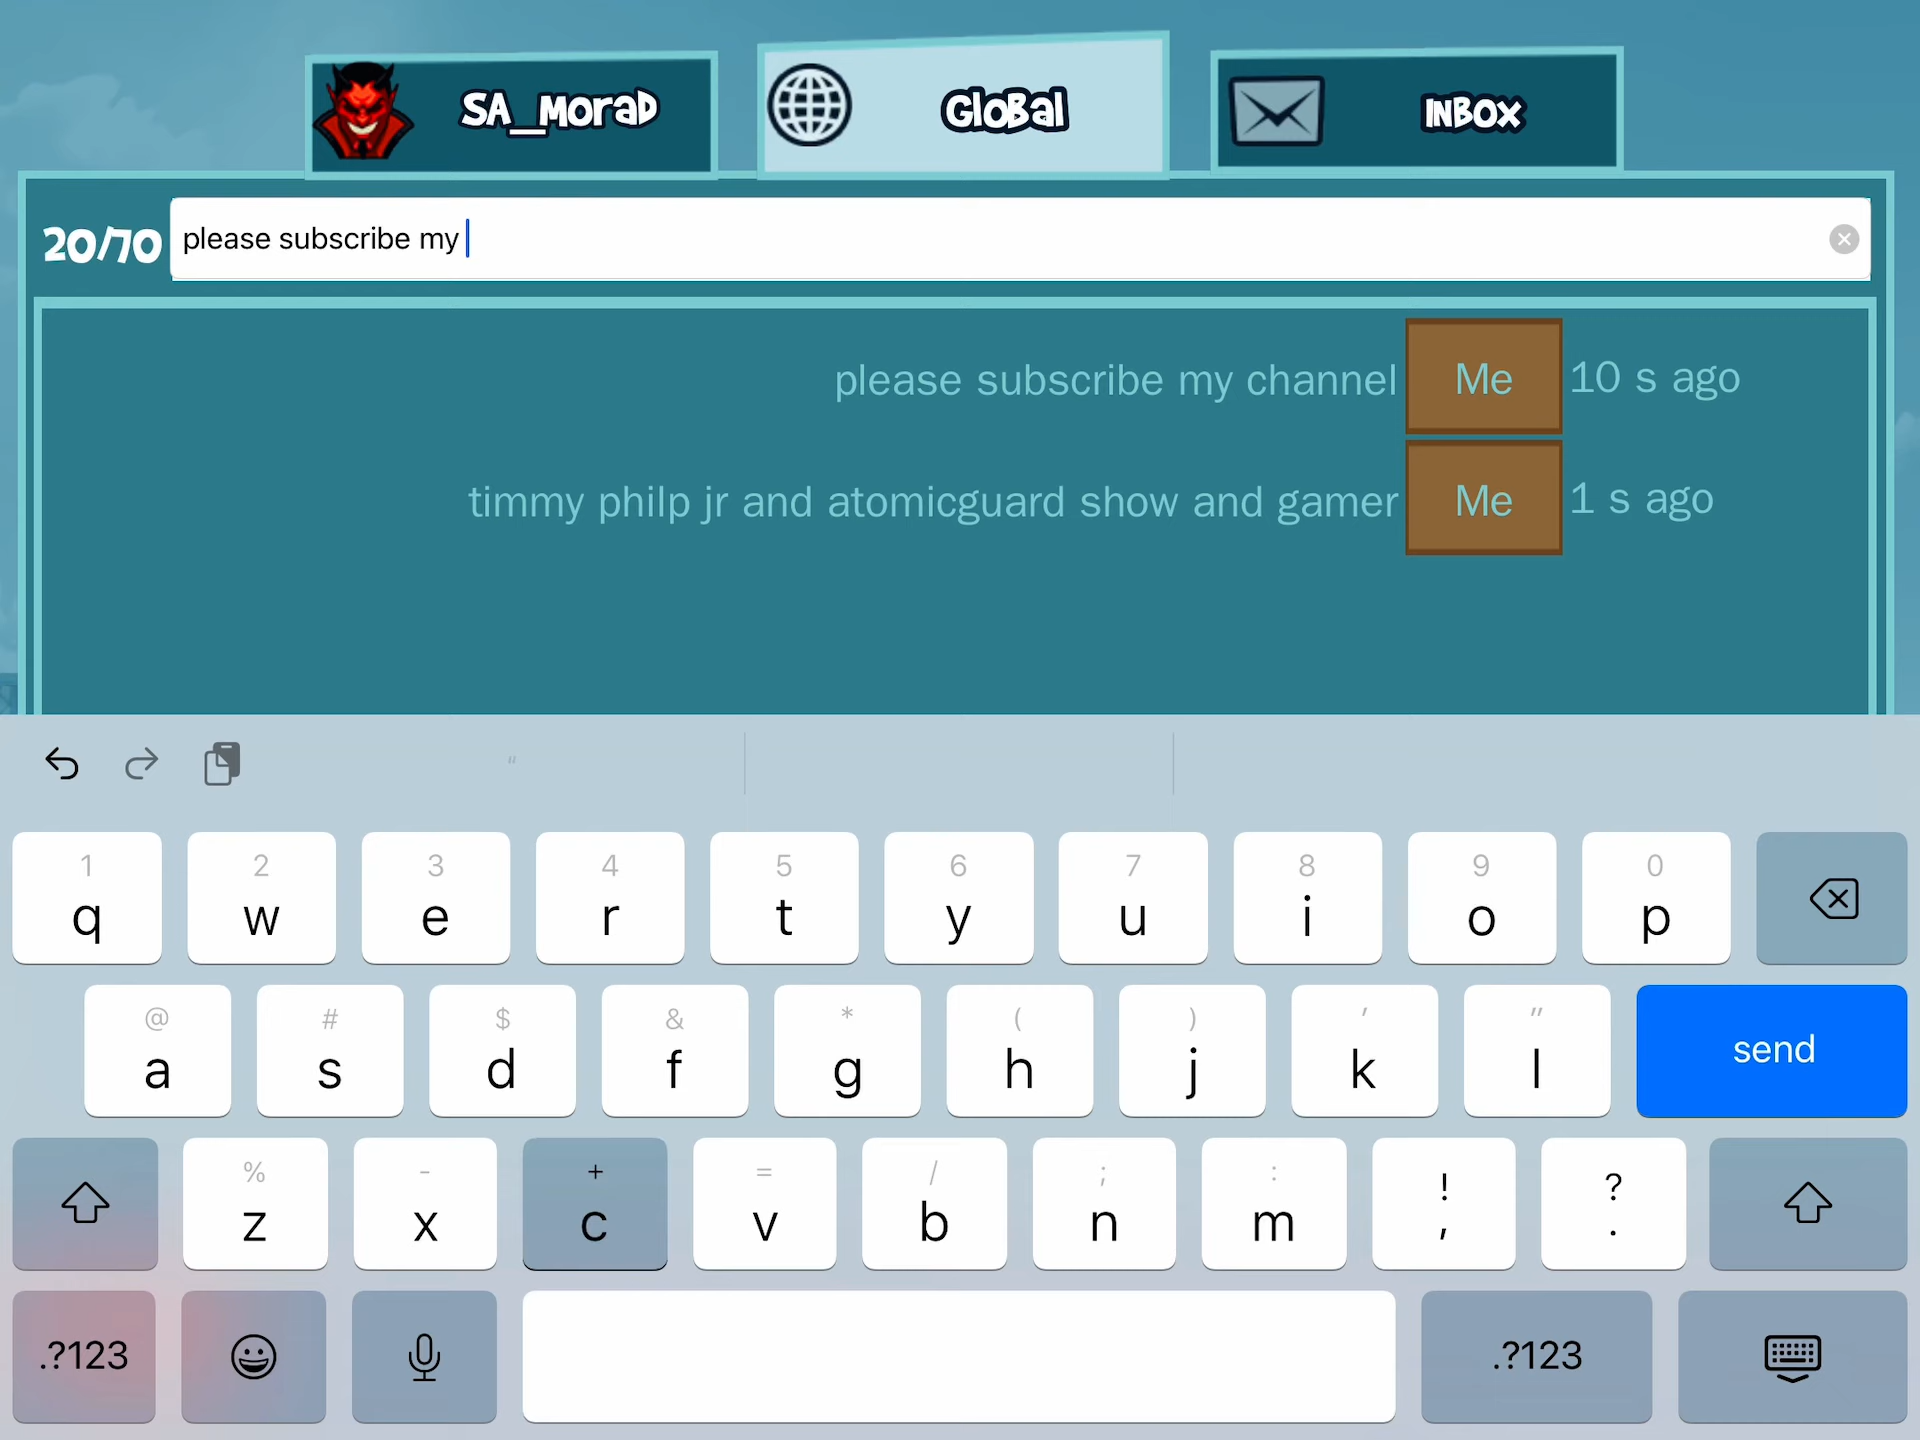 SA_Morad
Global
INBOX
20/70
please subscribe my
please subscribe my channel Me 10 s ago
timmy philp jr and atomicguard show and gamer Me 1 s ago
“
1 2 3 4 5 6 7 8 9 0
q w e r t y u i o p
@ # $ & * ( ) ' "
a s d f g h j k l send
% - + = / ; : ! ?
z x c v b n m , .
.?123 .?123